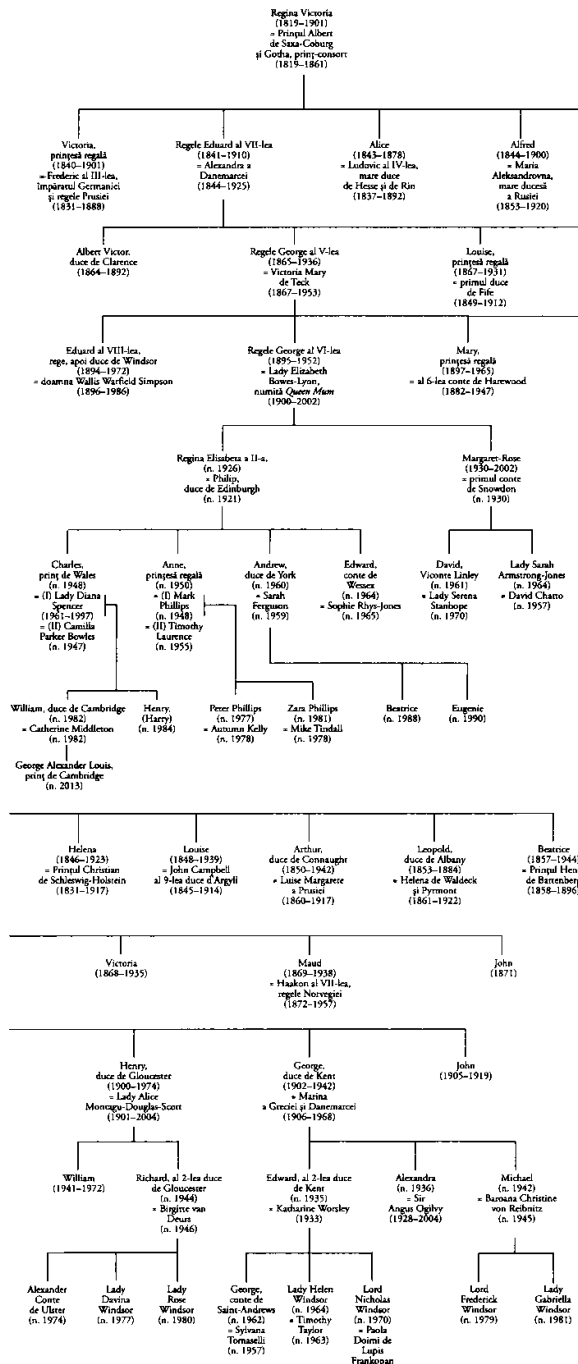 Regina Victoria
(1819–1901)
= Prințul Albert
de Saxa-Coburg
și Gotha, prinț-consort
(1819–1861)
Victoria,
prințesă regală
(1840–1901)
= Frederic al III-lea,
împăratul Germaniei
și regele Prusiei
(1831–1888)
Regele Eduard al VII-lea
(1841–1910)
= Alexandra a
Danemarcei
(1844–1925)
Alice
(1843–1878)
= Ludovic al IV-lea,
mare duce
de Hesse și de Rin
(1837–1892)
Alfred
(1844–1900)
= Maria
Aleksandrovna,
mare ducesă
a Rusiei
(1853–1920)
Albert Victor,
duce de Clarence
(1864–1892)
Regele George al V-lea
(1865–1936)
= Victoria Mary
de Teck
(1867–1953)
Louise,
prințesă regală
(1867–1931)
= primul duce
de Fife
(1849–1912)
Eduard al VIII-lea,
rege, apoi duce de Windsor
(1894–1972)
= doamna Wallis Warfield Simpson
(1896–1986)
Regele George al VI-lea
(1895–1952)
= Lady Elizabeth
Bowes-Lyon,
numită Queen Mum
(1900–2002)
Mary,
prințesă regală
(1897–1965)
= al 6-lea conte de Harewood
(1882–1947)
Regina Elisabeta a II-a,
(n. 1926)
= Philip,
duce de Edinburgh
(n. 1921)
Margaret-Rose
(1930–2002)
= primul conte
de Snowdon
(n. 1930)
Charles,
prinț de Wales
(n. 1948)
= (I) Lady Diana
Spencer
(1961–1997)
= (II) Camilla
Parker Bowles
(n. 1947)
Anne,
prințesă regală
(n. 1950)
= (I) Mark
Phillips
(n. 1948)
= (II) Timothy
Laurence
(n. 1955)
Andrew,
duce de York
(n. 1960)
= Sarah
Ferguson
(n. 1959)
Edward,
conte de
Wessex
(n. 1964)
= Sophie Rhys-Jones
(n. 1965)
David,
Viconte Linley
(n. 1961)
= Lady Serena
Stanhope
(n. 1970)
Lady Sarah
Armstrong-Jones
(n. 1964)
= David Chatto
(n. 1957)
William, duce de Cambridge
(n. 1982)
= Catherine Middleton
(n. 1982)
Henry,
(Harry)
(n. 1984)
Peter Phillips
(n. 1977)
= Autumn Kelly
(n. 1978)
Zara Phillips
(n. 1981)
= Mike Tindall
(n. 1978)
Beatrice
(n. 1988)
Eugenie
(n. 1990)
George Alexander Louis,
prinț de Cambridge
(n. 2013)
Helena
(1846–1923)
= Prințul Christian
de Schleswig-Holstein
(1831–1917)
Louise
(1848–1939)
= John Campbell
al 9-lea duce d'Argyll
(1845–1914)
Arthur,
duce de Connaught
(1850–1942)
= Luise Margarete
a Prusiei
(1860–1917)
Leopold,
duce de Albany
(1853–1884)
= Helena de Waldeck
și Pyrmont
(1861–1922)
Beatrice
(1857–1944)
= Prințul Henr
de Battenberg
(1858–1896)
Victoria
(1868–1935)
Maud
(1869–1938)
= Haakon al VII-lea,
regele Norvegiei
(1872–1957)
John
(1871)
Henry,
duce de Gloucester
(1900–1974)
= Lady Alice
Montagu-Douglas-Scott
(1901–2004)
George,
duce de Kent
(1902–1942)
= Marina
a Greciei și Danemarcei
(1906–1968)
John
(1905–1919)
William
(1941–1972)
Richard, al 2-lea duce
de Gloucester
(n. 1944)
= Birgitte van
Deurs
(n. 1946)
Edward, al 2-lea duce
de Kent
(n. 1935)
= Katharine Worsley
(1933)
Alexandra
(n. 1936)
= Sir
Angus Ogilvy
(1928–2004)
Michael
(n. 1942)
= Baroana Christine
von Reibnitz
(n. 1945)
Alexander
Conte
de Ulster
(n. 1974)
Lady
Davina
Windsor
(n. 1977)
Lady
Rose
Windsor
(n. 1980)
George,
conte de
Saint-Andrews
(n. 1962)
= Sylvana
Tomaselli
(n. 1957)
Lady Helen
Windsor
(n. 1964)
= Timothy
Taylor
(n. 1963)
Lord
Nicholas
Windsor
(n. 1970)
= Paola
Doimi de
Lupis
Frankopan
Lord
Frederick
Windsor
(n. 1979)
Lady
Gabriella
Windsor
(n. 1981)